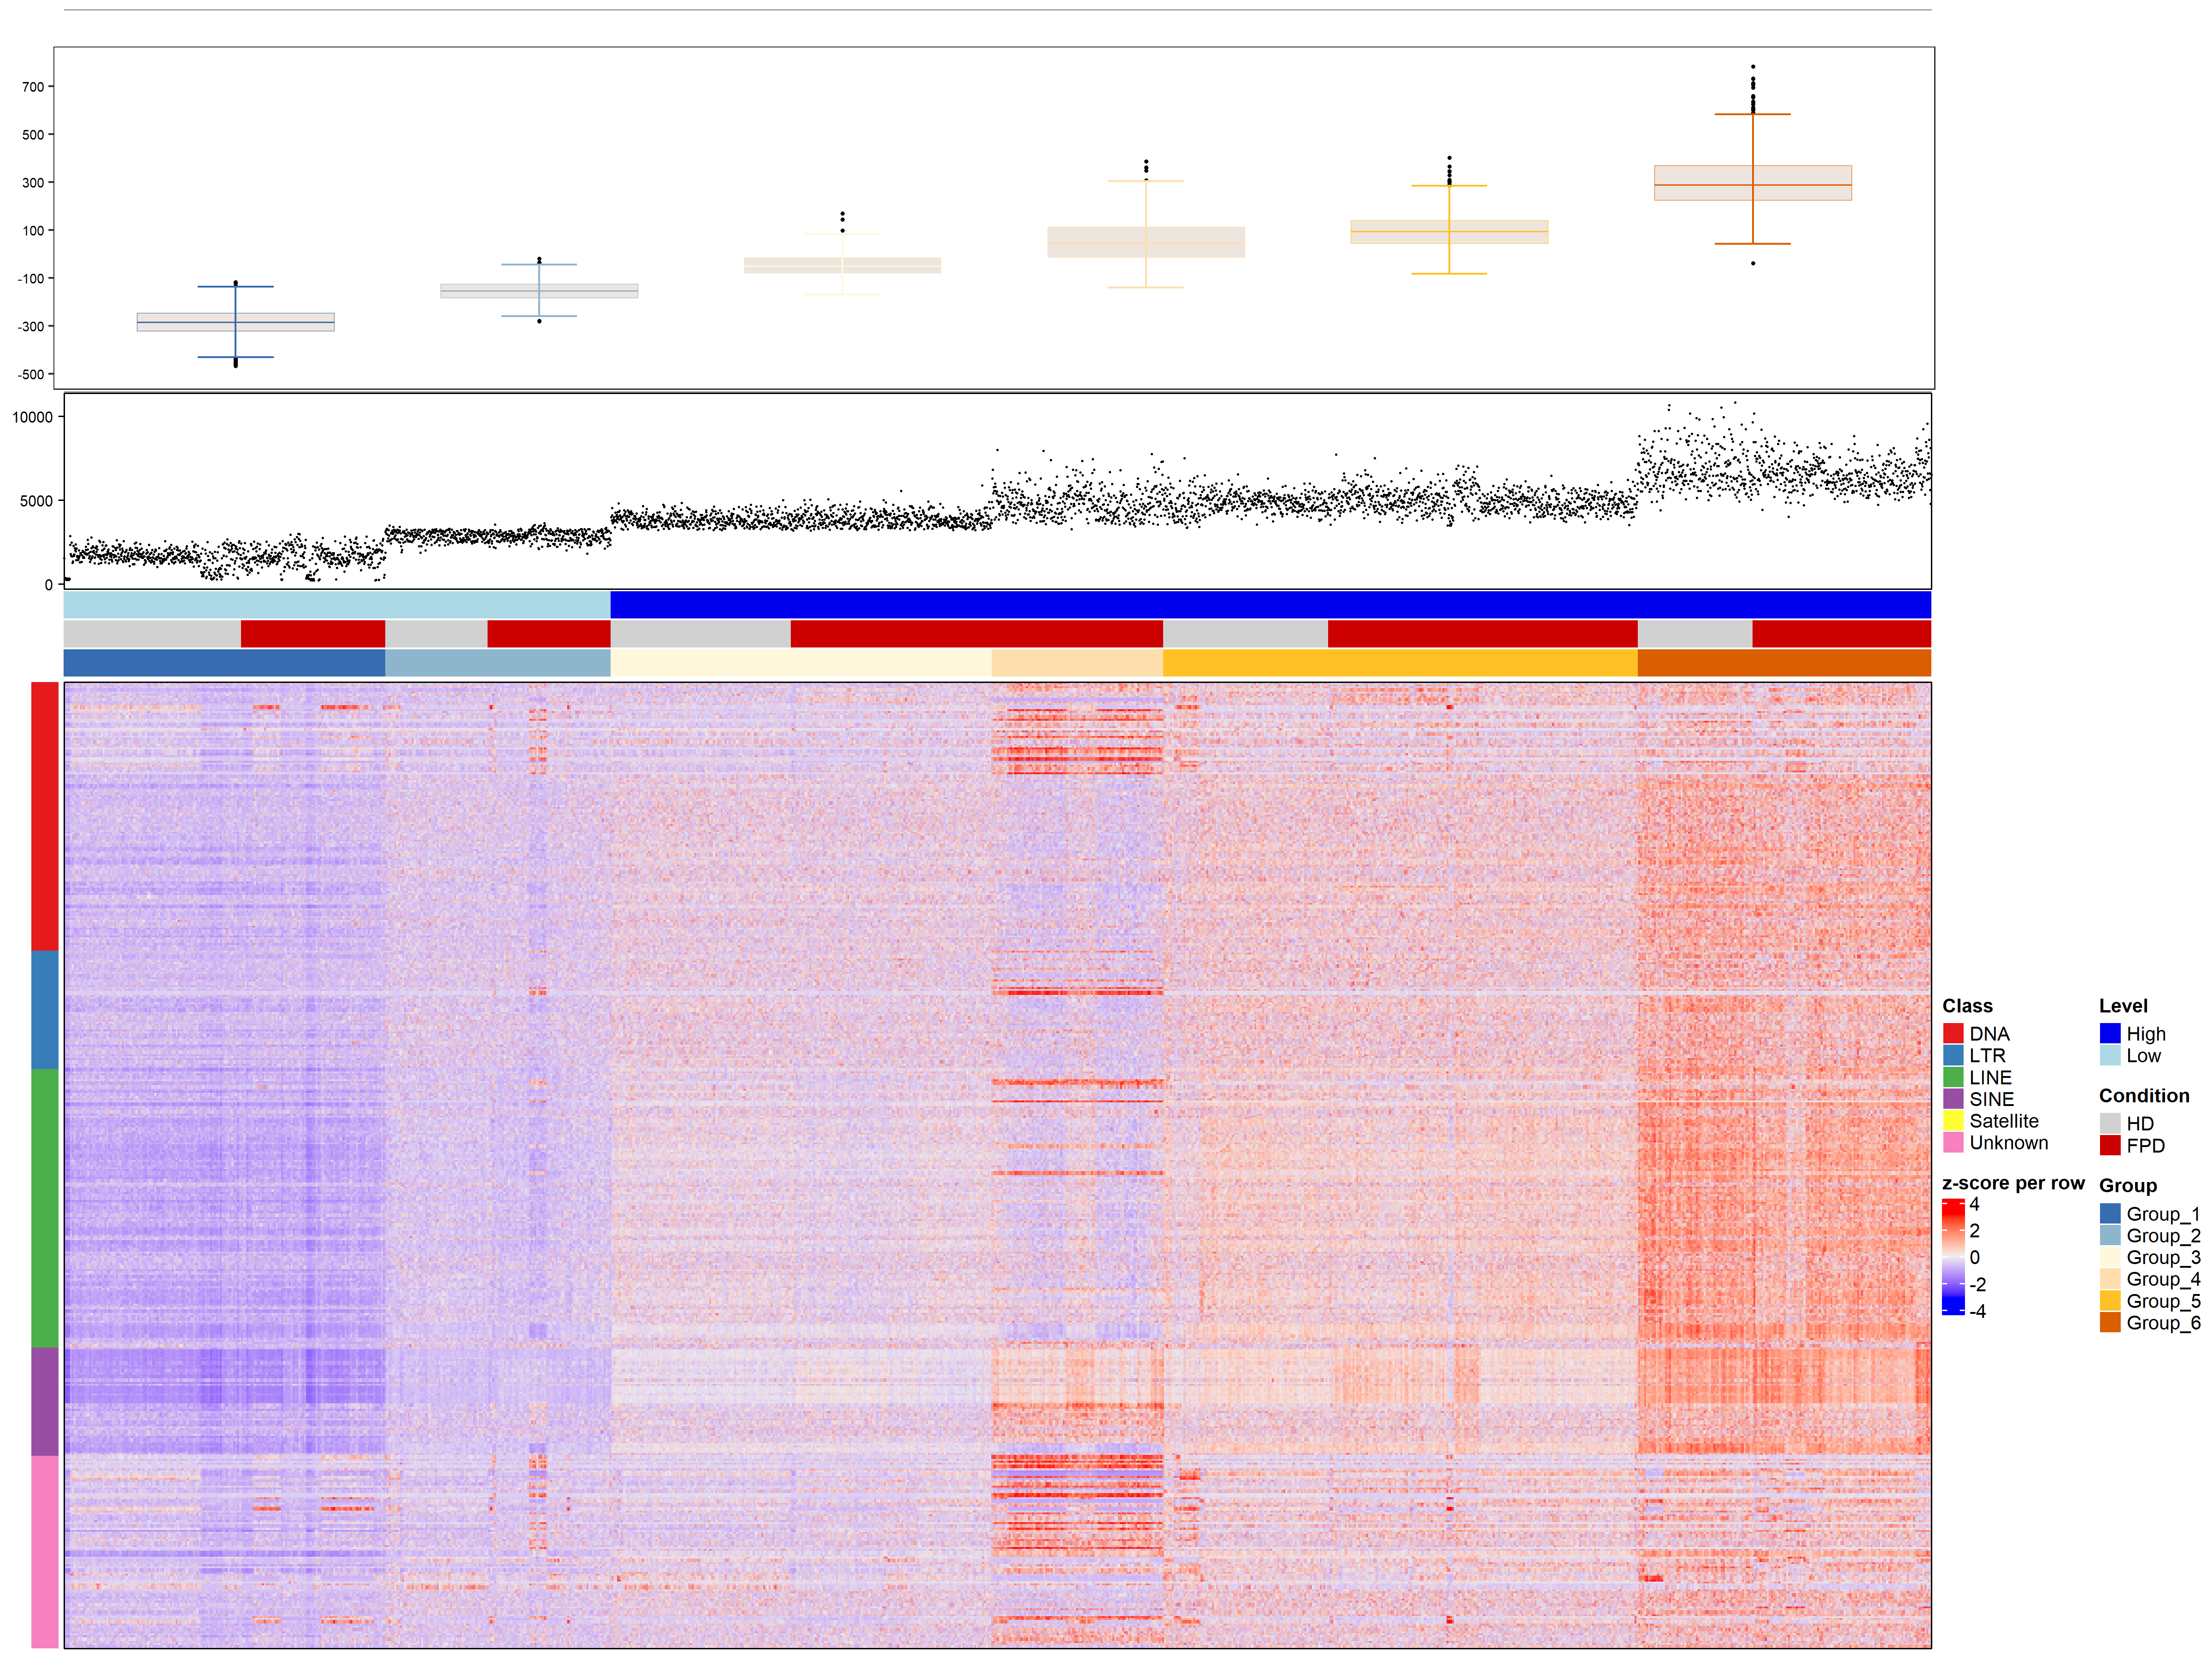 700
500
300
100
-100
-300
-500
10000
5000
0
Class
DNA
LTR
LINE
SINE
Satellite
Unknown
z-score per row
4
2
0
-2
-4
Level
High
Low
Condition
HD
FPD
Group
Group_1
Group_2
Group_3
Group_4
Group_5
Group_6